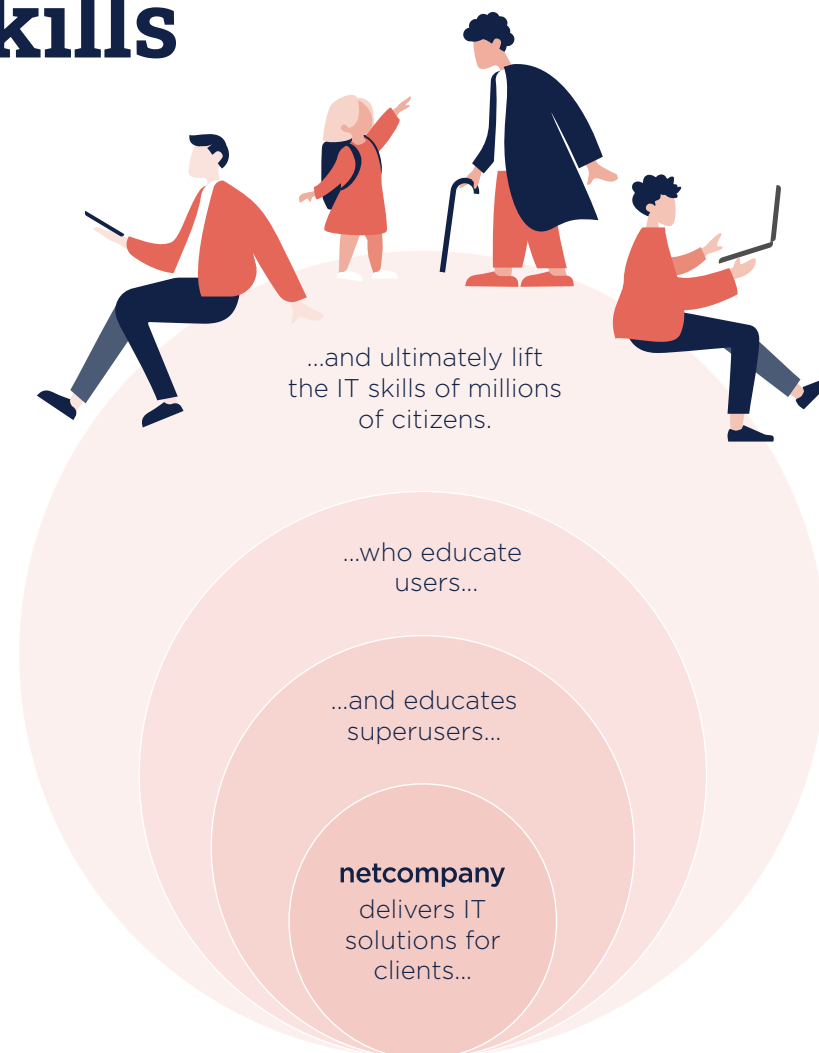 kills
...and ultimately lift
the IT skills of millions
of citizens.
...who educate
users...
...and educates
superusers...
netcompany
delivers IT
solutions for
clients...